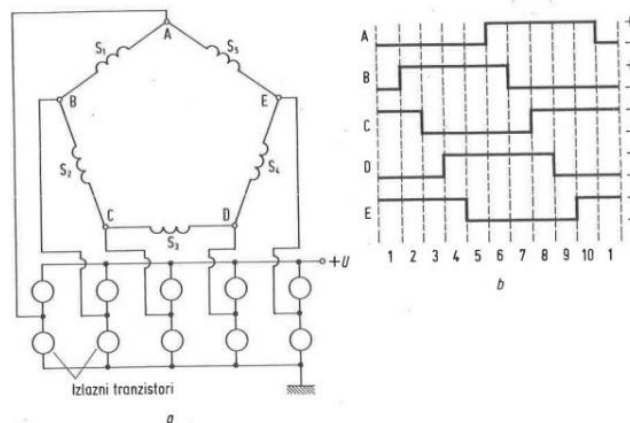 A
S₁
S₅
B
E
S₂
S₄
C
D
S₃
+U
Izlazni tranzistori
a
A
+
-
B
C
D
E
1 2 3 4 5 6 7 8 9 10 1
b